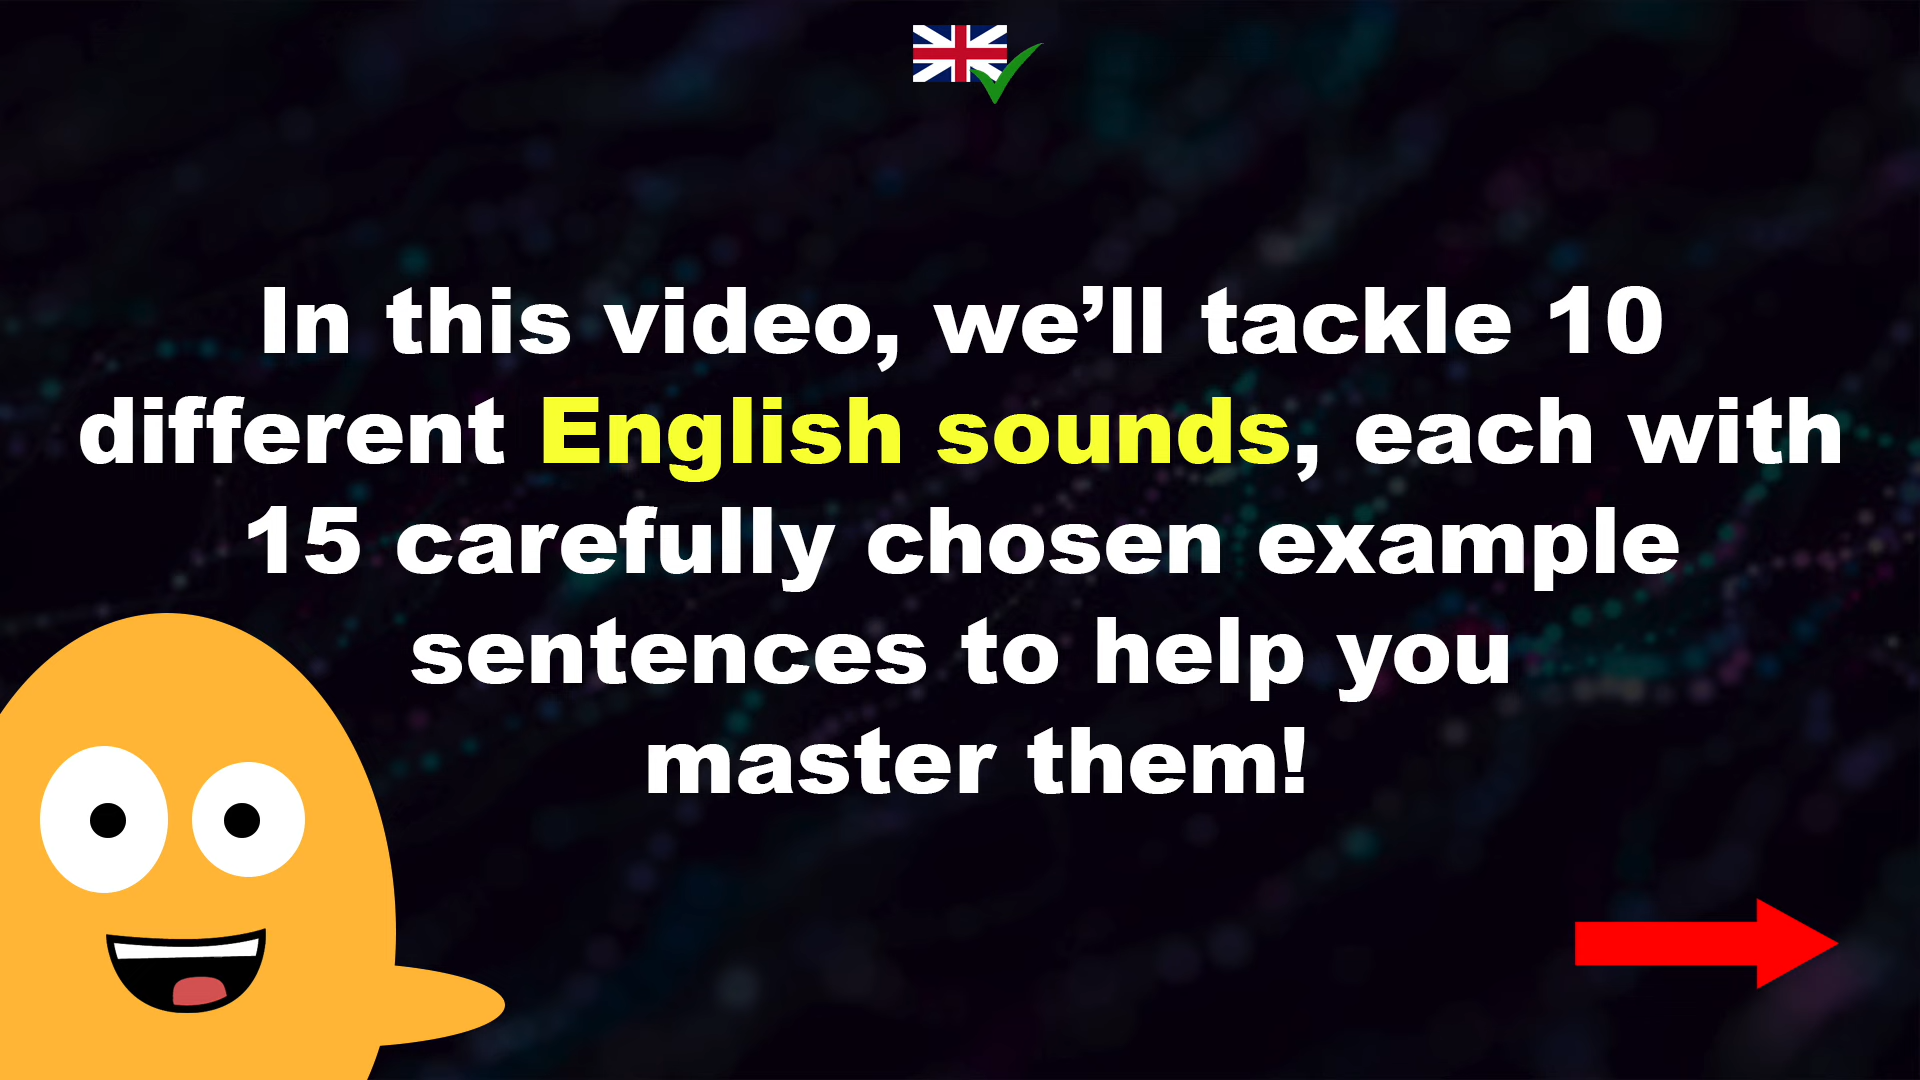 In this video, we’ll tackle 10
different English sounds, each with
15 carefully chosen example
sentences to help you
master them!